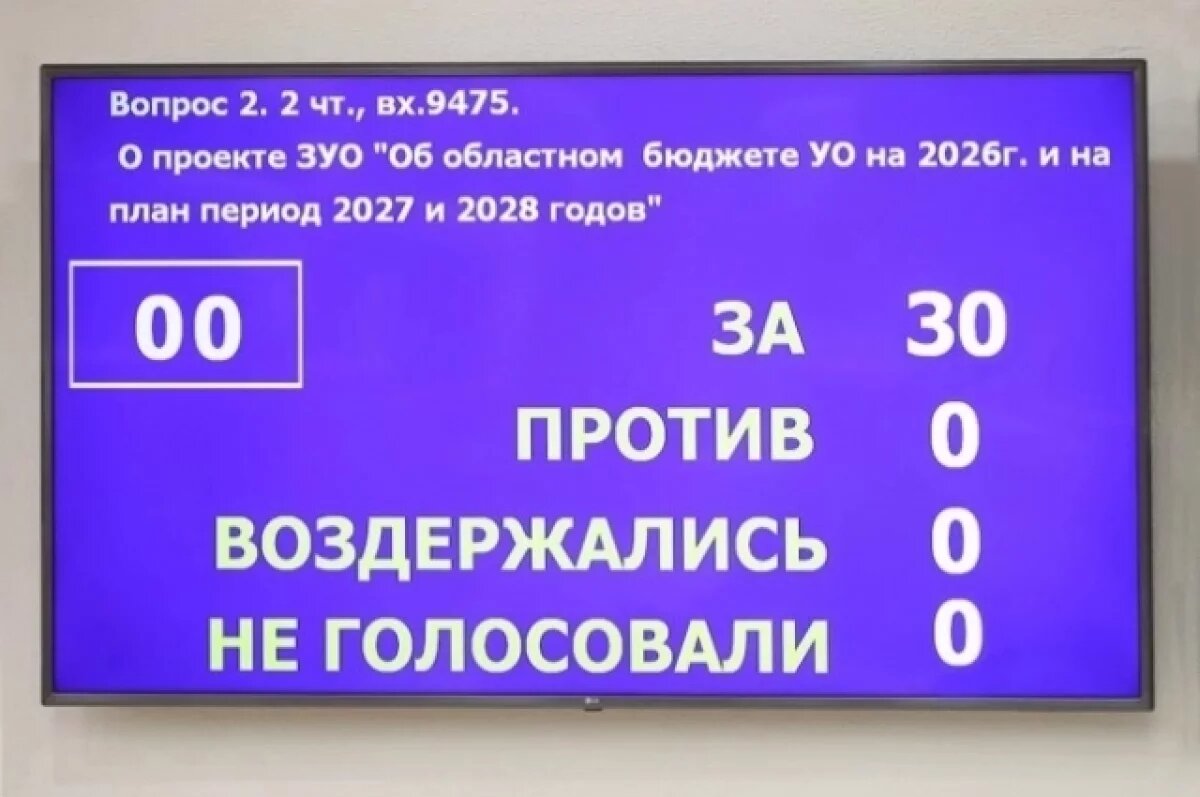 Вопрос 2. 2 чт., вх.9475.
О проекте ЗУО "Об областном бюджете УО на 2026г. и на
план период 2027 и 2028 годов"
00
ЗА 30
ПРОТИВ 0
ВОЗДЕРЖАЛИСЬ 0
НЕ ГОЛОСОВАЛИ 0